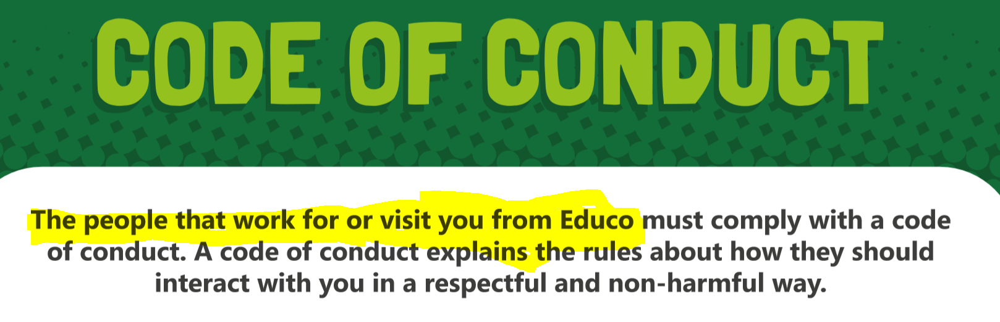 CODE OF CONDUCT
The people that work for or visit you from Educo must comply with a code
of conduct. A code of conduct explains the rules about how they should
interact with you in a respectful and non-harmful way.